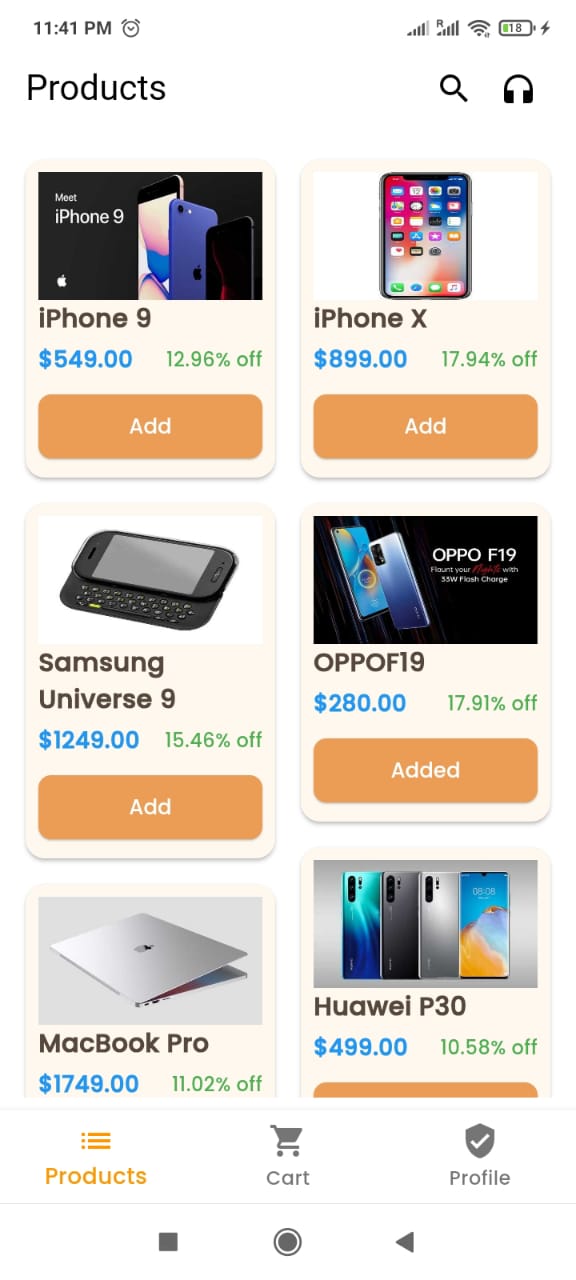 11:41 PM
R
18
Products
Meet
iPhone 9
iPhone 9
$549.00 12.96% off
Add
iPhone X
$899.00 17.94% off
Add
Samsung
Universe 9
$1249.00 15.46% off
Add
OPPO F19
Flaunt your Nights with
33W Flash Charge
OPPOF19
$280.00 17.91% off
Added
MacBook Pro
$1749.00 11.02% off
08:08
Huawei P30
$499.00 10.58% off
Products
Cart
Profile